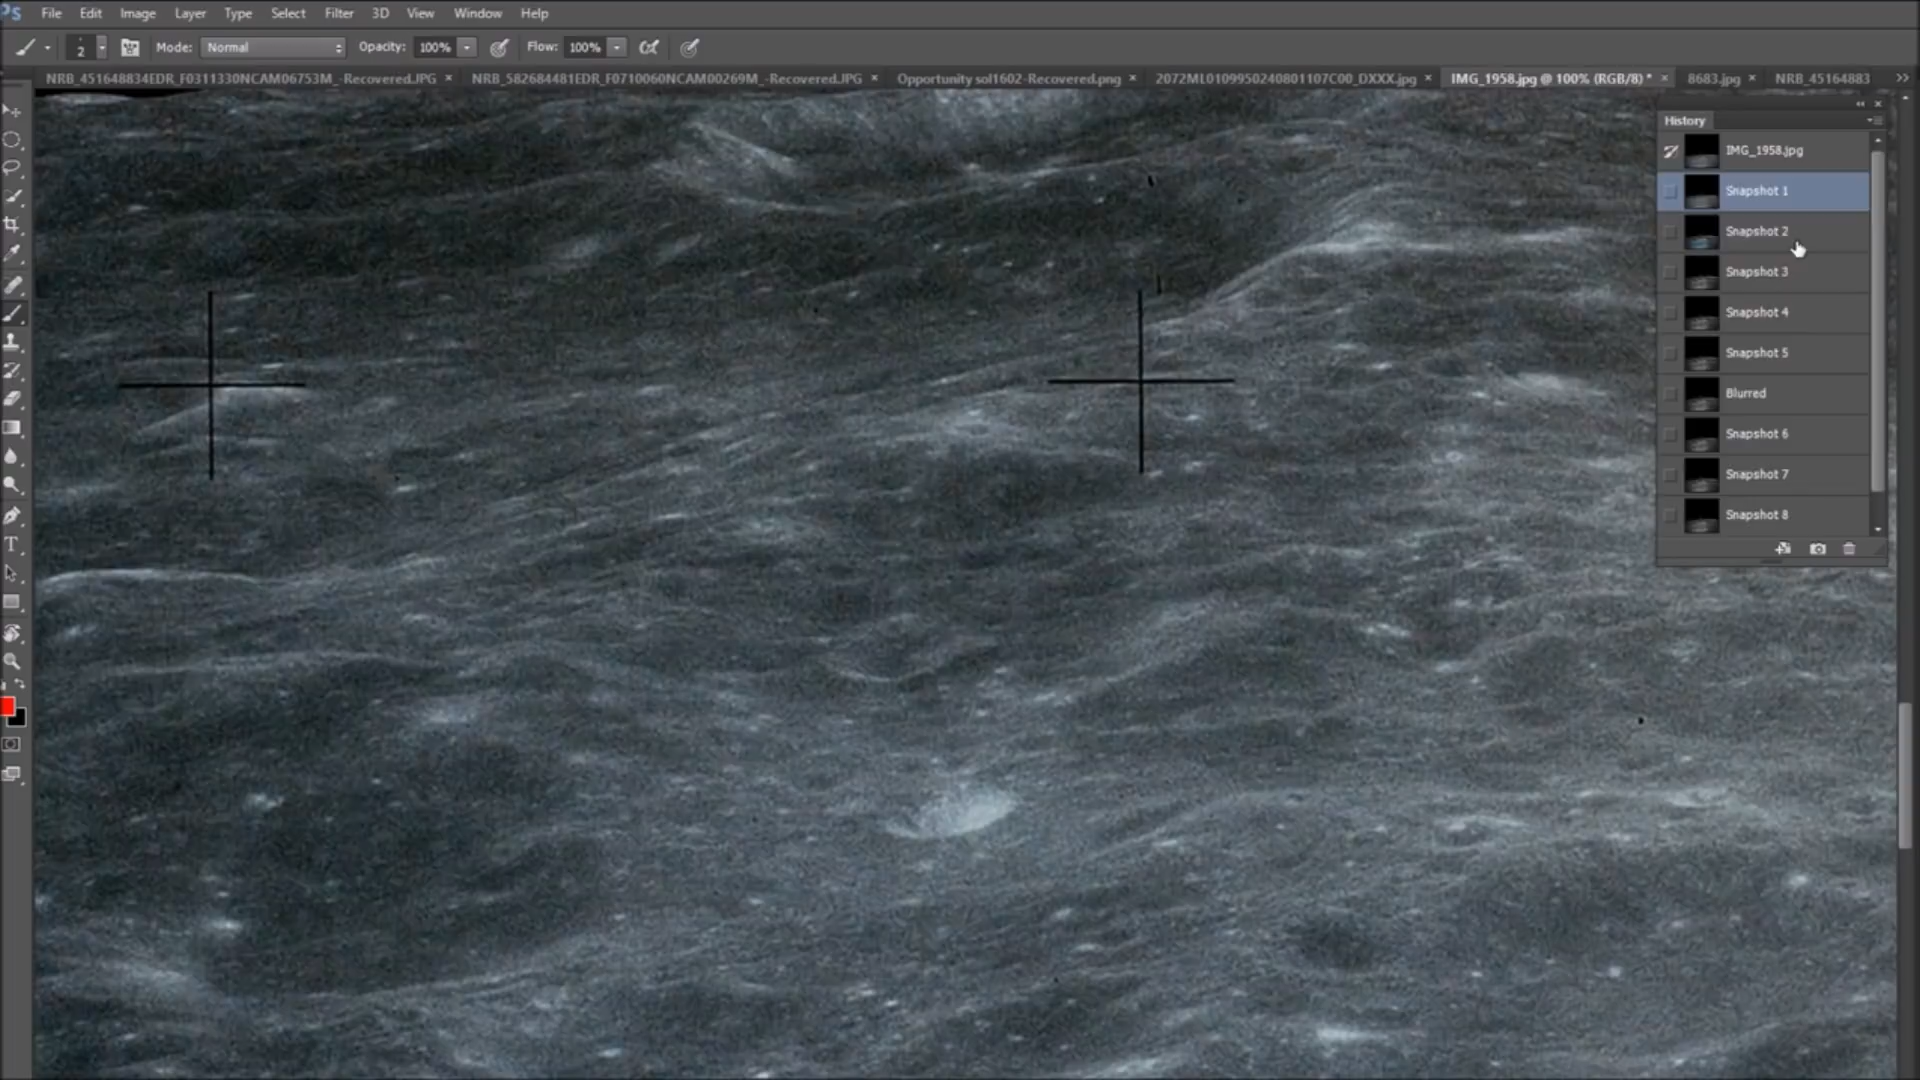 Ps File Edit Image Layer Type Select Filter 3D View Window Help
2 Mode: Normal Opacity: 100% Flow: 100%
NRB_451648834EDR_F0311330NCAM06753M_-Recovered.JPG × NRB_582684481EDR_F0710060NCAM00269M_-Recovered.JPG × Opportunity sol1602-Recovered.png × 2072ML0109950240801107C00_DXXX.jpg × IMG_1958.jpg @ 100% (RGB/8) * × 8683.jpg × NRB_45164883
History
IMG_1958.jpg
Snapshot 1
Snapshot 2
Snapshot 3
Snapshot 4
Snapshot 5
Blurred
Snapshot 6
Snapshot 7
Snapshot 8
T